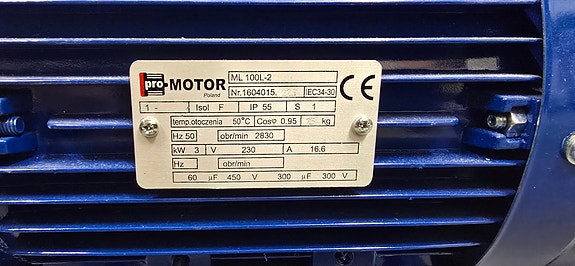 pro-MOTOR
Poland
ML 100L-2
Nr.1604015.
IEC34-30
CE
1 - Isol F IP 55 S 1
temp.otoczenia 50°C Cosφ 0.95 kg
Hz 50 obr/min 2830
kW 3 V 230 A 16.6
Hz obr/min
60 µF 450 V 300 µF 300 V